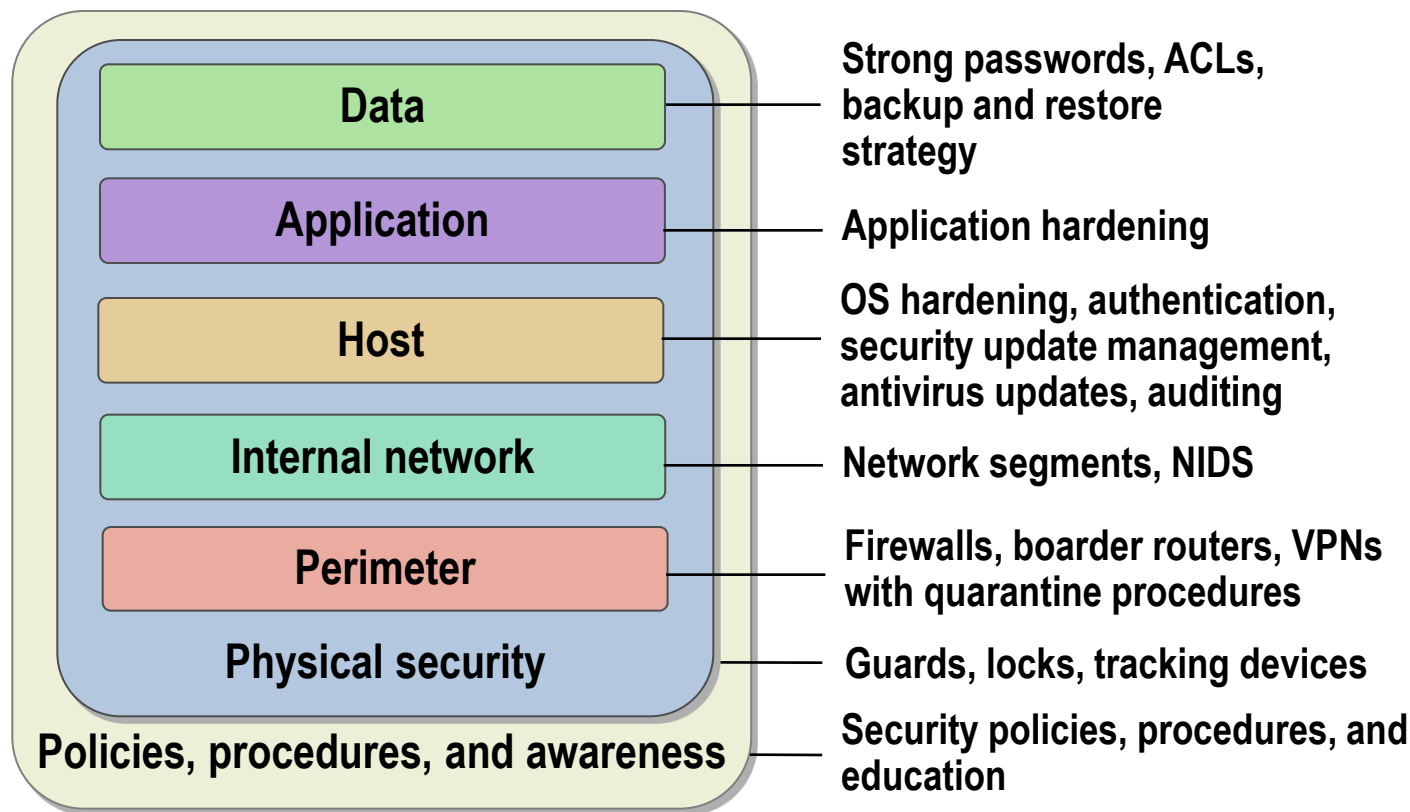 Data
Strong passwords, ACLs,
backup and restore
strategy
Application
Application hardening
Host
OS hardening, authentication,
security update management,
antivirus updates, auditing
Internal network
Network segments, NIDS
Perimeter
Firewalls, boarder routers, VPNs
with quarantine procedures
Physical security
Guards, locks, tracking devices
Policies, procedures, and awareness
Security policies, procedures, and
education